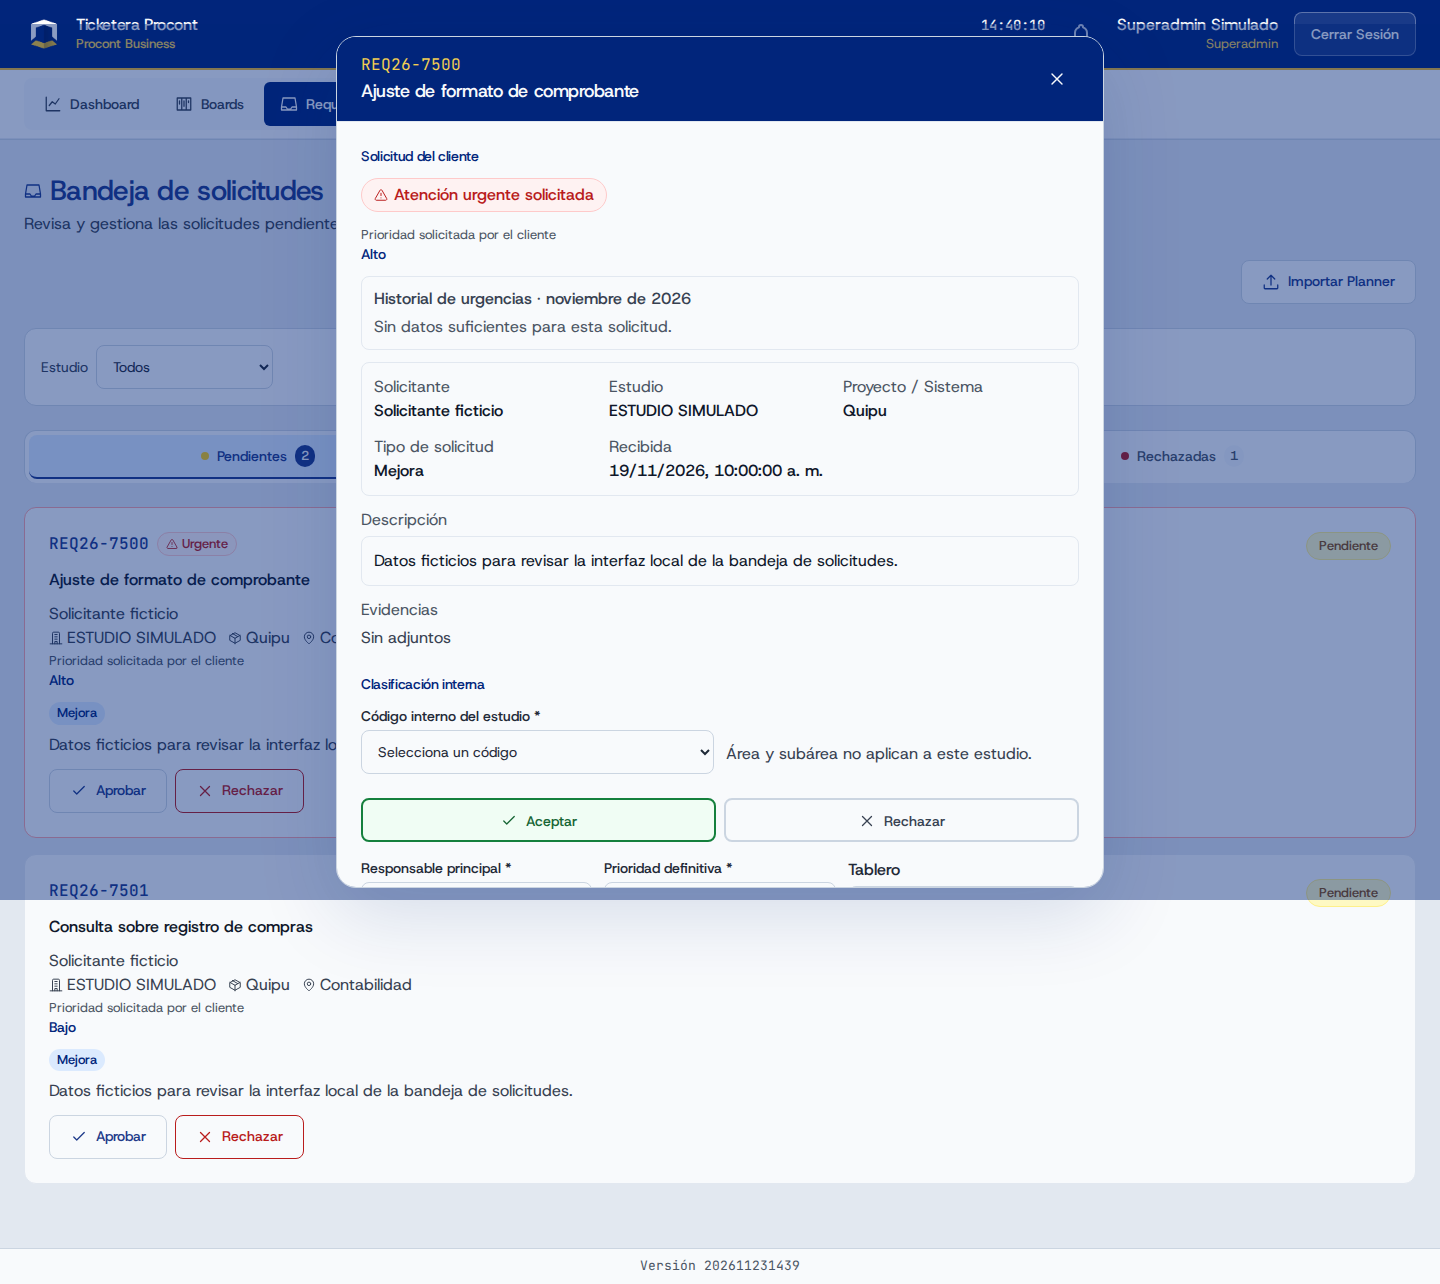 Ticketera Procont
Procont Business
14:40:10
Superadmin Simulado
Superadmin
Cerrar Sesión
Dashboard
Boards
Requ
REQ26-7500
Ajuste de formato de comprobante
Bandeja de solicitudes
Revisa y gestiona las solicitudes pendiente
Importar Planner
Estudio
Todos
Pendientes 2
Rechazadas 1
Solicitud del cliente
Atención urgente solicitada
Prioridad solicitada por el cliente
Alto
Historial de urgencias · noviembre de 2026
Sin datos suficientes para esta solicitud.
Solicitante
Estudio
Proyecto / Sistema
Solicitante ficticio
ESTUDIO SIMULADO
Quipu
Tipo de solicitud
Recibida
Mejora
19/11/2026, 10:00:00 a. m.
Descripción
Datos ficticios para revisar la interfaz local de la bandeja de solicitudes.
Evidencias
Sin adjuntos
Clasificación interna
Código interno del estudio *
Selecciona un código
Área y subárea no aplican a este estudio.
Aceptar
Rechazar
Responsable principal *
Prioridad definitiva *
Tablero
REQ26-7500
Urgente
Pendiente
Ajuste de formato de comprobante
Solicitante ficticio
ESTUDIO SIMULADO Quipu Co
Prioridad solicitada por el cliente
Alto
Mejora
Datos ficticios para revisar la interfaz lo
Aprobar
Rechazar
REQ26-7501
Pendiente
Consulta sobre registro de compras
Solicitante ficticio
ESTUDIO SIMULADO Quipu Contabilidad
Prioridad solicitada por el cliente
Bajo
Mejora
Datos ficticios para revisar la interfaz local de la bandeja de solicitudes.
Aprobar
Rechazar
Versión 202611231439